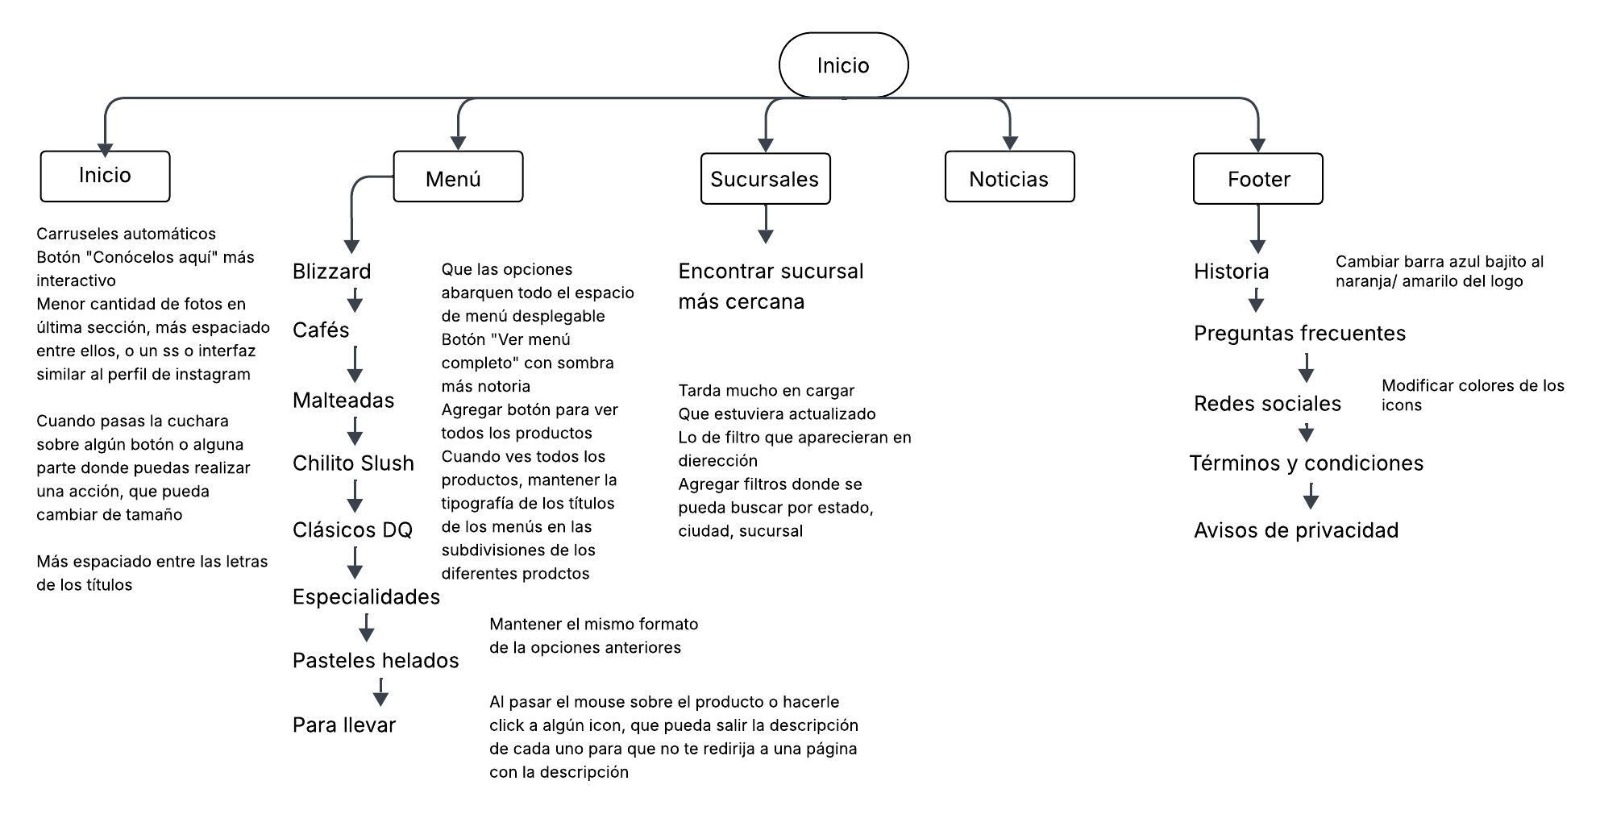 Inicio
Inicio
Menú
Sucursales
Noticias
Footer
Carruseles automáticos
Botón "Conócelos aquí" más
interactivo
Menor cantidad de fotos en
última sección, más espaciado
entre ellos, o un ss o interfaz
similar al perfil de instagram
Cuando pasas la cuchara
sobre algún botón o alguna
parte donde puedas realizar
una acción, que pueda
cambiar de tamaño
Más espaciado entre las letras
de los títulos
Blizzard
Cafés
Malteadas
Chilito Slush
Clásicos DQ
Especialidades
Pasteles helados
Para llevar
Que las opciones
abarquen todo el espacio
de menú desplegable
Botón "Ver menú
completo" con sombra
más notoria
Agregar botón para ver
todos los productos
Cuando ves todos los
productos, mantener la
tipografía de los títulos
de los menús en las
subdivisiones de los
diferentes prodctos
Mantener el mismo formato
de la opciones anteriores
Al pasar el mouse sobre el producto o hacerle
click a algún icon, que pueda salir la descripción
de cada uno para que no te redirija a una página
con la descripción
Encontrar sucursal
más cercana
Tarda mucho en cargar
Que estuviera actualizado
Lo de filtro que aparecieran en
dierección
Agregar filtros donde se
pueda buscar por estado,
ciudad, sucursal
Historia
Preguntas frecuentes
Redes sociales
Términos y condiciones
Avisos de privacidad
Cambiar barra azul bajito al
naranja/ amarilo del logo
Modificar colores de los
icons